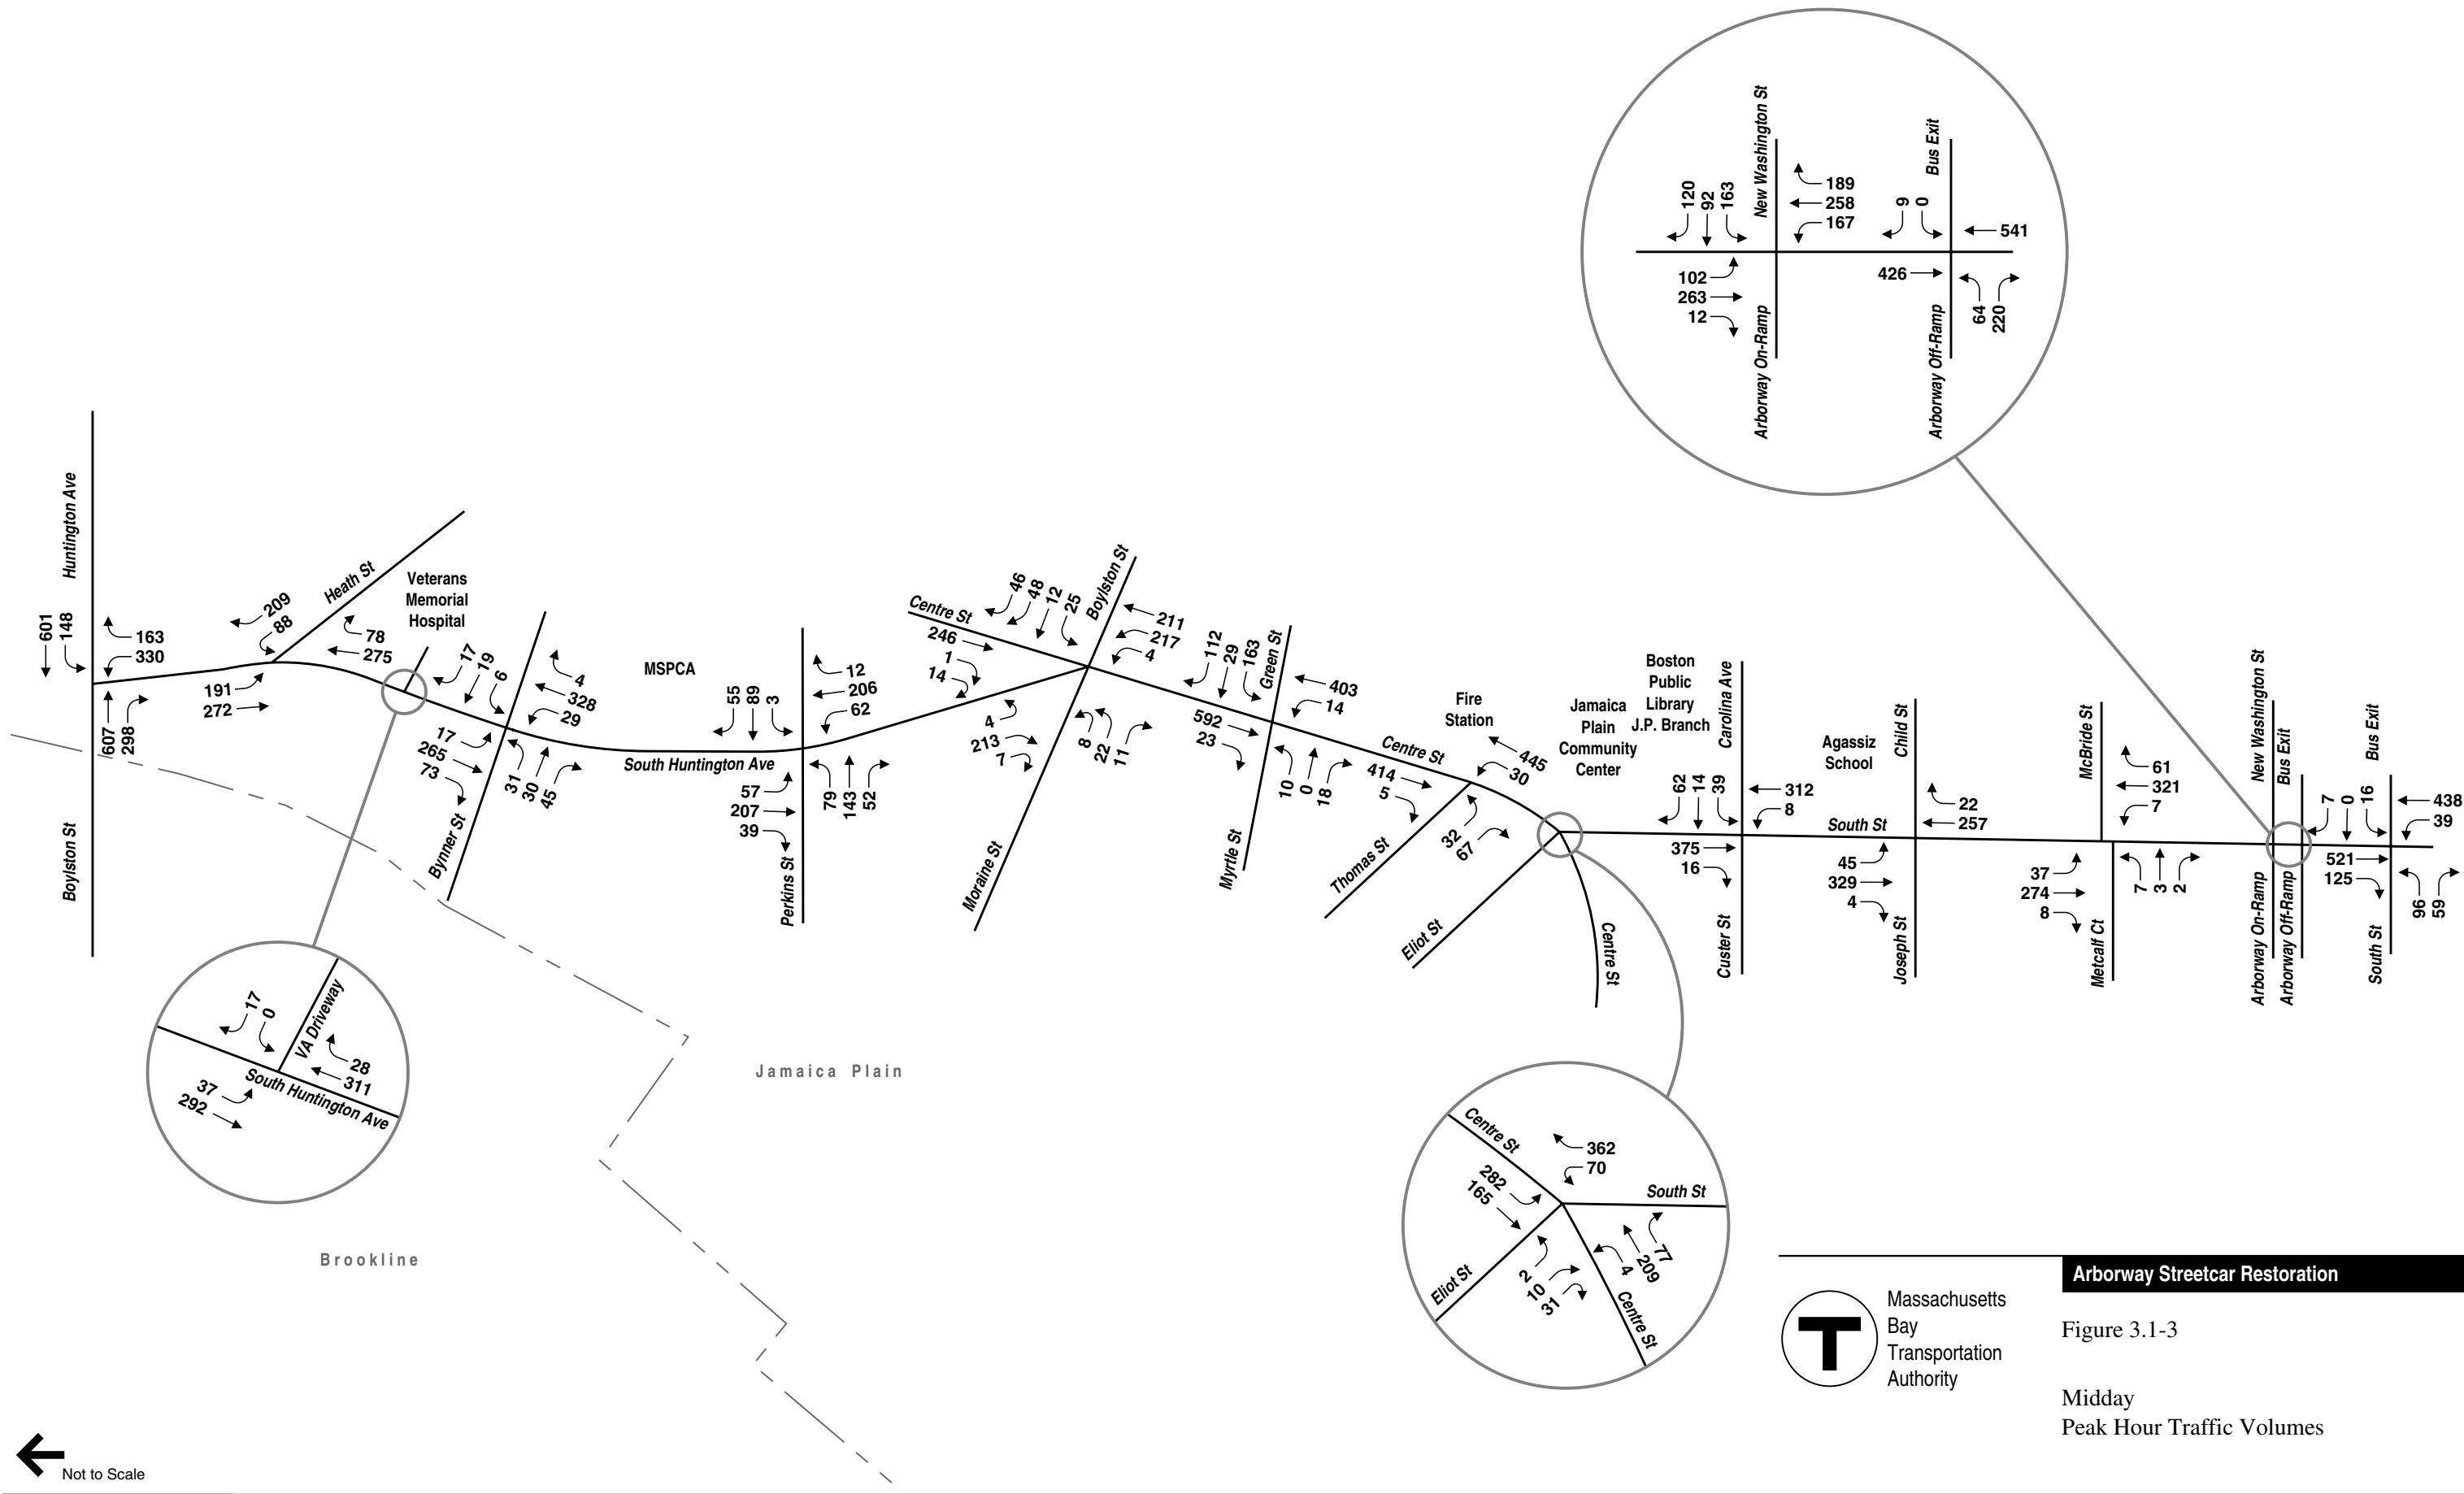 New Washington St
Bus Exit
120
92
163
189
258
167
9
0
541
102
263
12
426
64
220
Arborway On-Ramp
Arborway Off-Ramp
Huntington Ave
601
148
163
330
607
298
Boylston St
209
88
Heath St
191
272
78
275
Veterans
Memorial
Hospital
17
19
6
4
328
29
17
265
73
31
30
45
Bynner St
MSPCA
South Huntington Ave
55
89
3
12
206
62
57
207
39
79
143
52
Perkins St
Centre St
246
1
14
46
48
12
25
Boylston St
211
217
4
4
213
7
8
22
11
Moraine St
112
29
163
Green St
403
14
592
23
10
0
18
Myrtle St
Centre St
Fire
Station
414
5
445
30
32
67
Thomas St
Eliot St
Centre St
Jamaica
Plain
Community
Center
Boston
Public
Library
J.P. Branch
Carolina Ave
62
14
39
312
8
375
16
Custer St
South St
Agassiz
School
Child St
22
257
45
329
4
Joseph St
McBride St
61
321
7
37
274
8
7
3
2
Metcalf Ct
New Washington St
Bus Exit
Arborway On-Ramp
Arborway Off-Ramp
Bus Exit
7
0
16
438
39
521
125
96
59
South St
17
0
VA Driveway
28
311
37
292
South Huntington Ave
Jamaica Plain
Brookline
Centre St
362
70
282
165
South St
2
10
31
4
209
77
Eliot St
Centre St
Arborway Streetcar Restoration
T
Massachusetts
Bay
Transportation
Authority
Figure 3.1-3
Midday
Peak Hour Traffic Volumes
Not to Scale